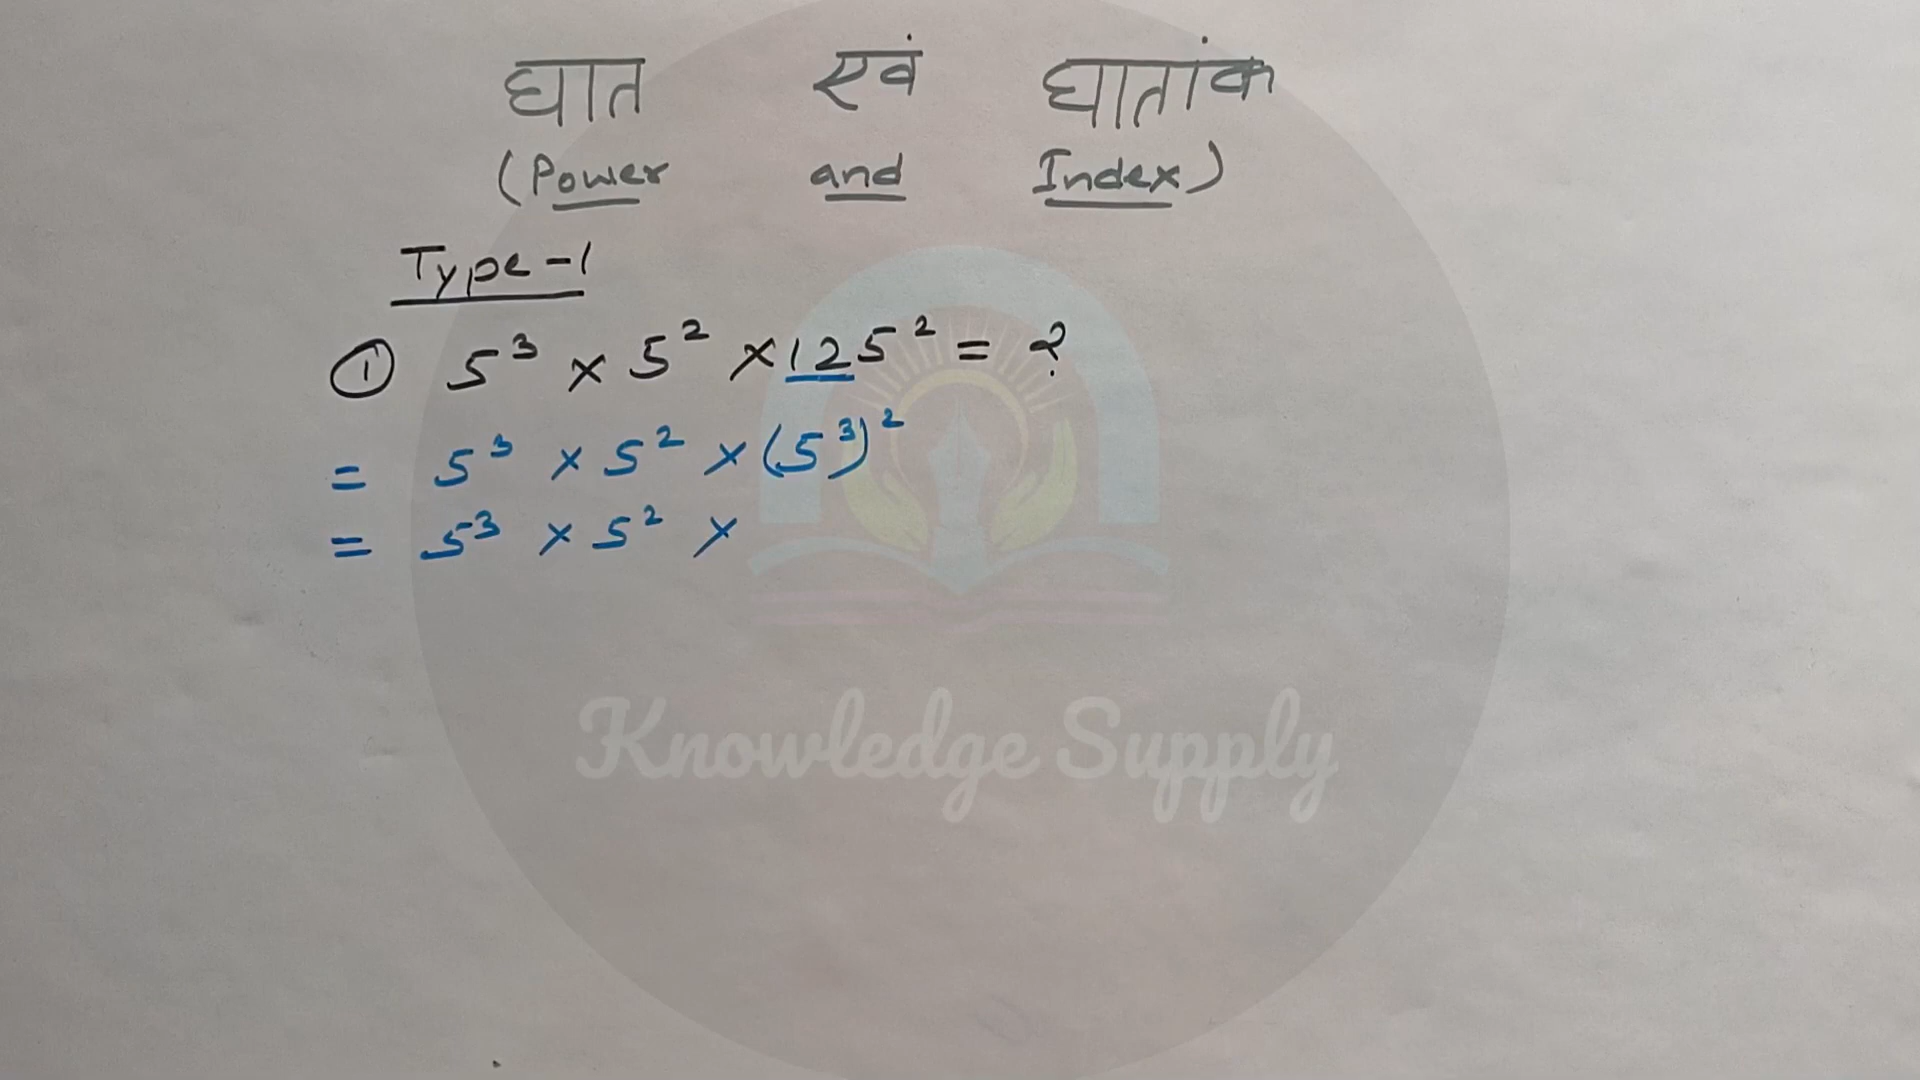 घात एवं घातांक
(Power and Index)
Type-1
① 5³ × 5² × 125² = ?
= 5³ × 5² × (5³)²
= 5³ × 5² ×
Knowledge Supply